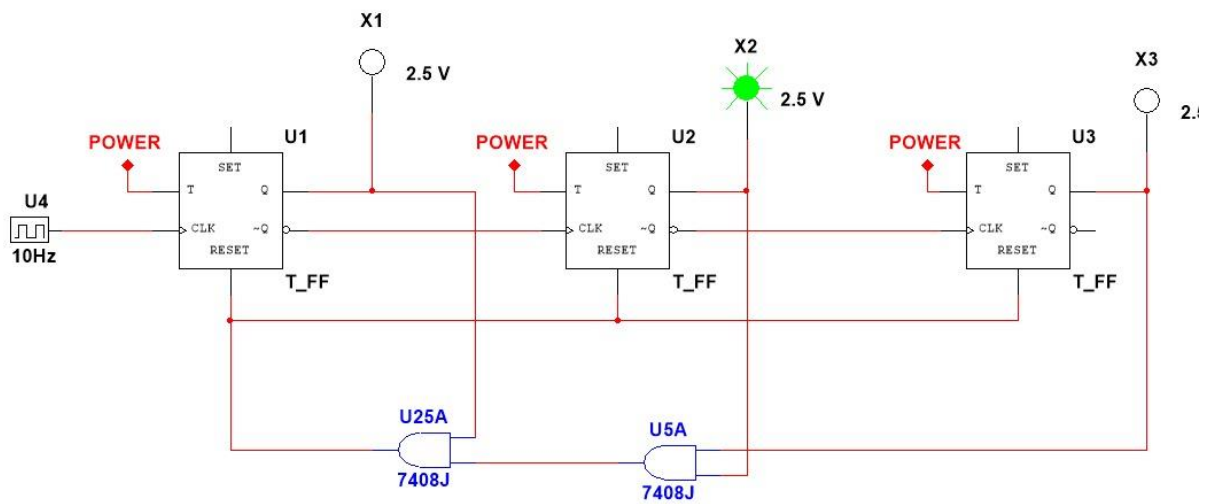 X1
2.5 V
X2
2.5 V
X3
2.
POWER
U1
SET
T
Q
CLK
~Q
RESET
T_FF
U4
10Hz
POWER
U2
SET
T
Q
CLK
~Q
RESET
T_FF
POWER
U3
SET
T
Q
CLK
~Q
RESET
T_FF
U25A
7408J
U5A
7408J